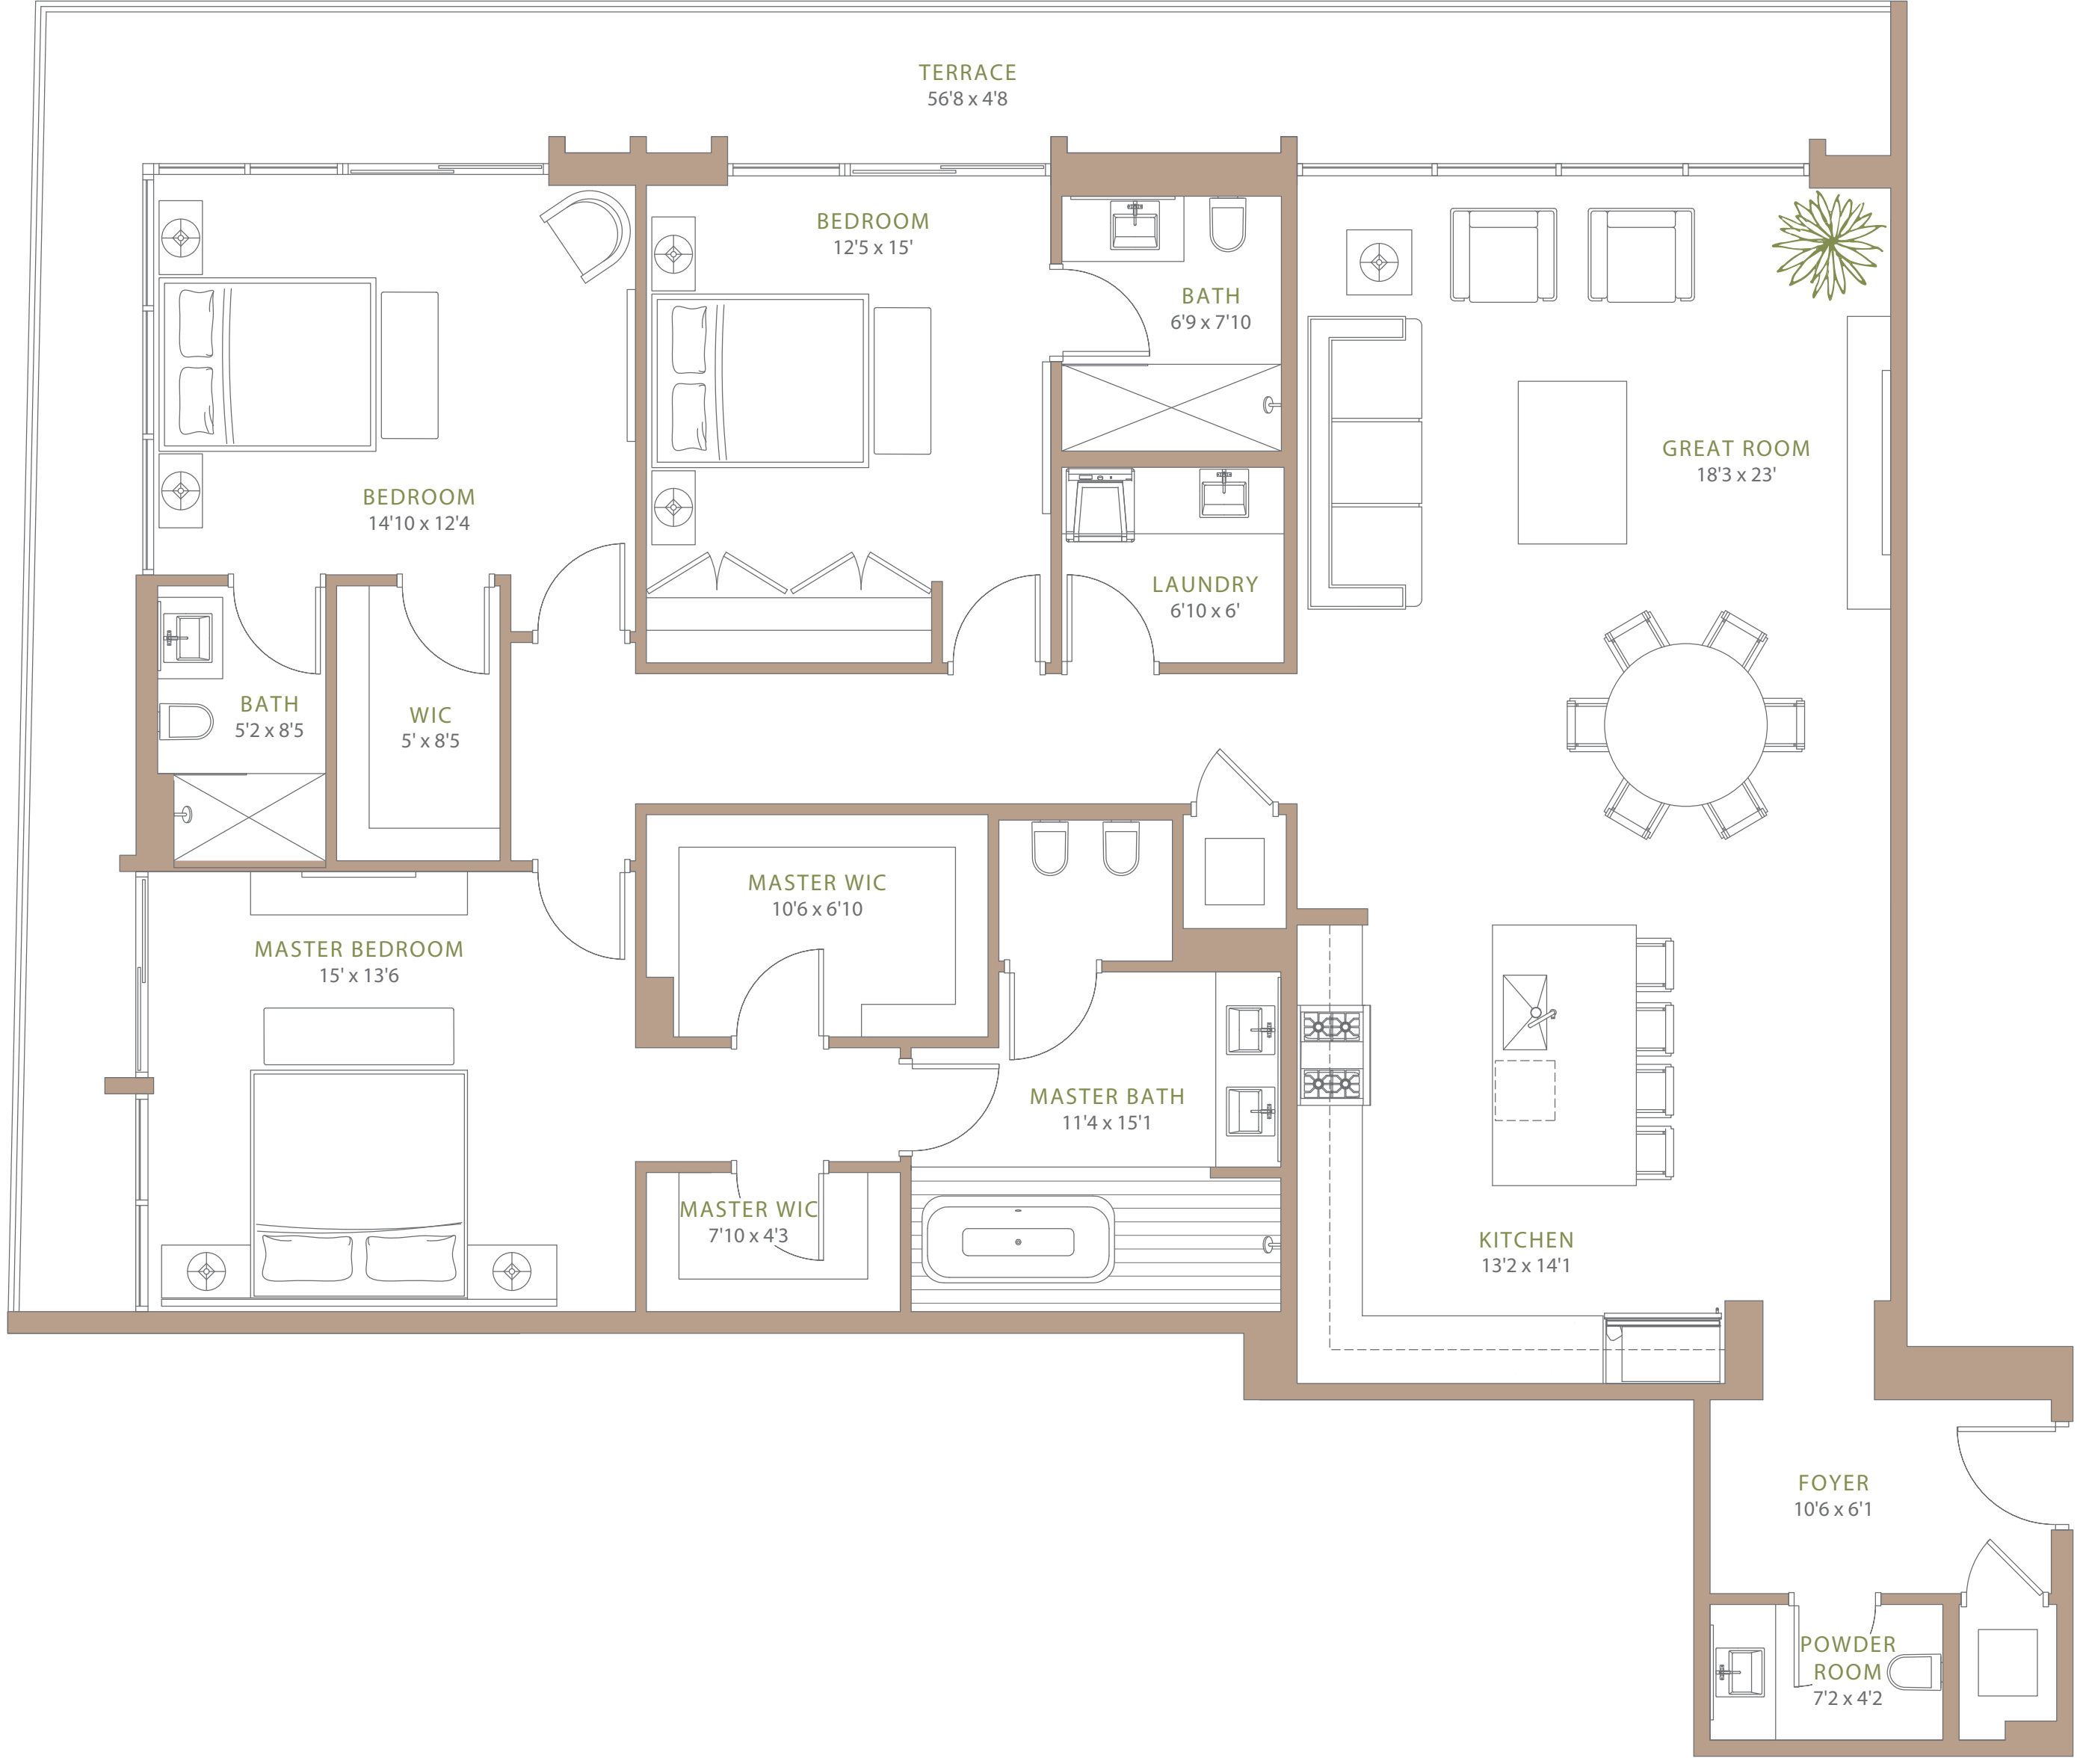 TERRACE
56'8 x 4'8
BEDROOM
12'5 x 15'
BATH
6'9 x 7'10
GREAT ROOM
18'3 x 23'
BEDROOM
14'10 x 12'4
LAUNDRY
6'10 x 6'
BATH
5'2 x 8'5
WIC
5' x 8'5
MASTER WIC
10'6 x 6'10
MASTER BEDROOM
15' x 13'6
MASTER BATH
11'4 x 15'1
MASTER WIC
7'10 x 4'3
KITCHEN
13'2 x 14'1
FOYER
10'6 x 6'1
POWDER
ROOM
7'2 x 4'2